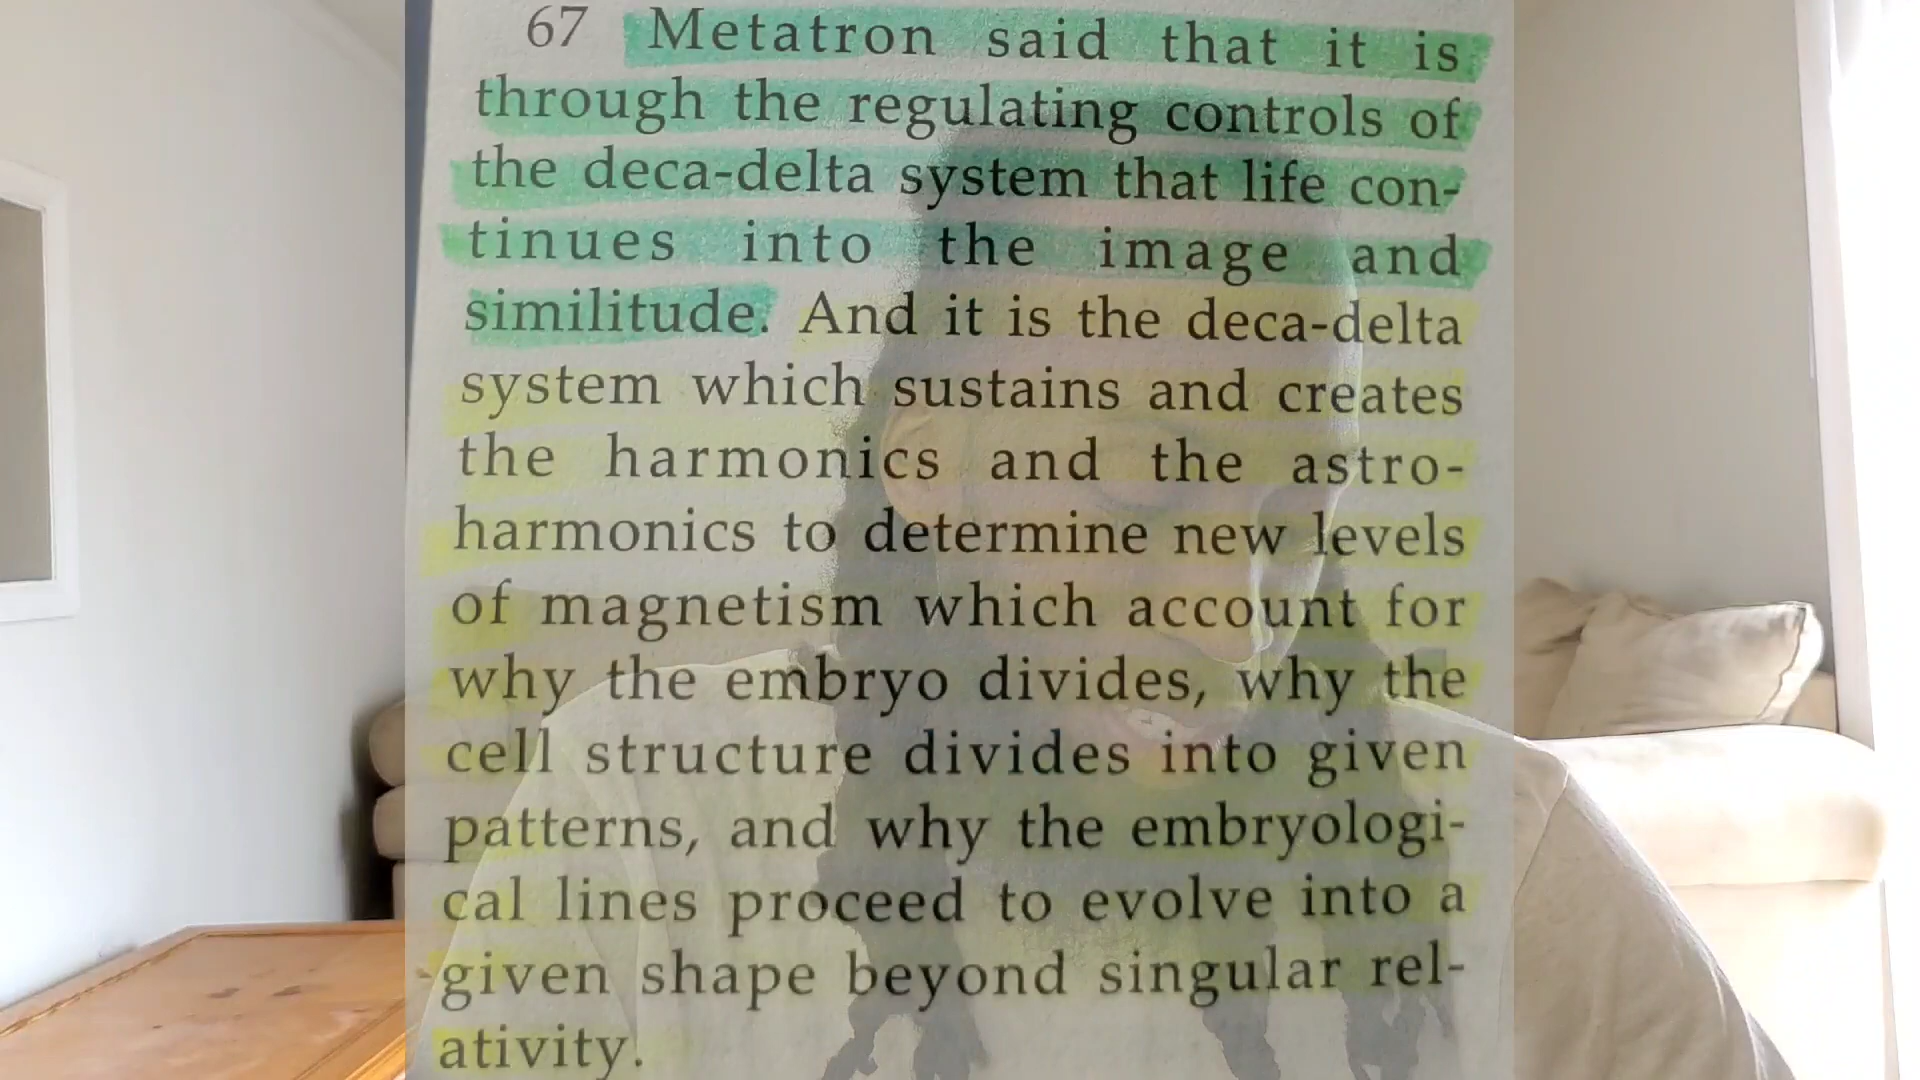 67 Metatron said that it is
through the regulating controls of
the deca-delta system that life con-
tinues into the image and
similitude. And it is the deca-delta
system which sustains and creates
the harmonics and the astro-
harmonics to determine new levels
of magnetism which account for
why the embryo divides, why the
cell structure divides into given
patterns, and why the embryologi-
cal lines proceed to evolve into a
given shape beyond singular rel-
ativity.